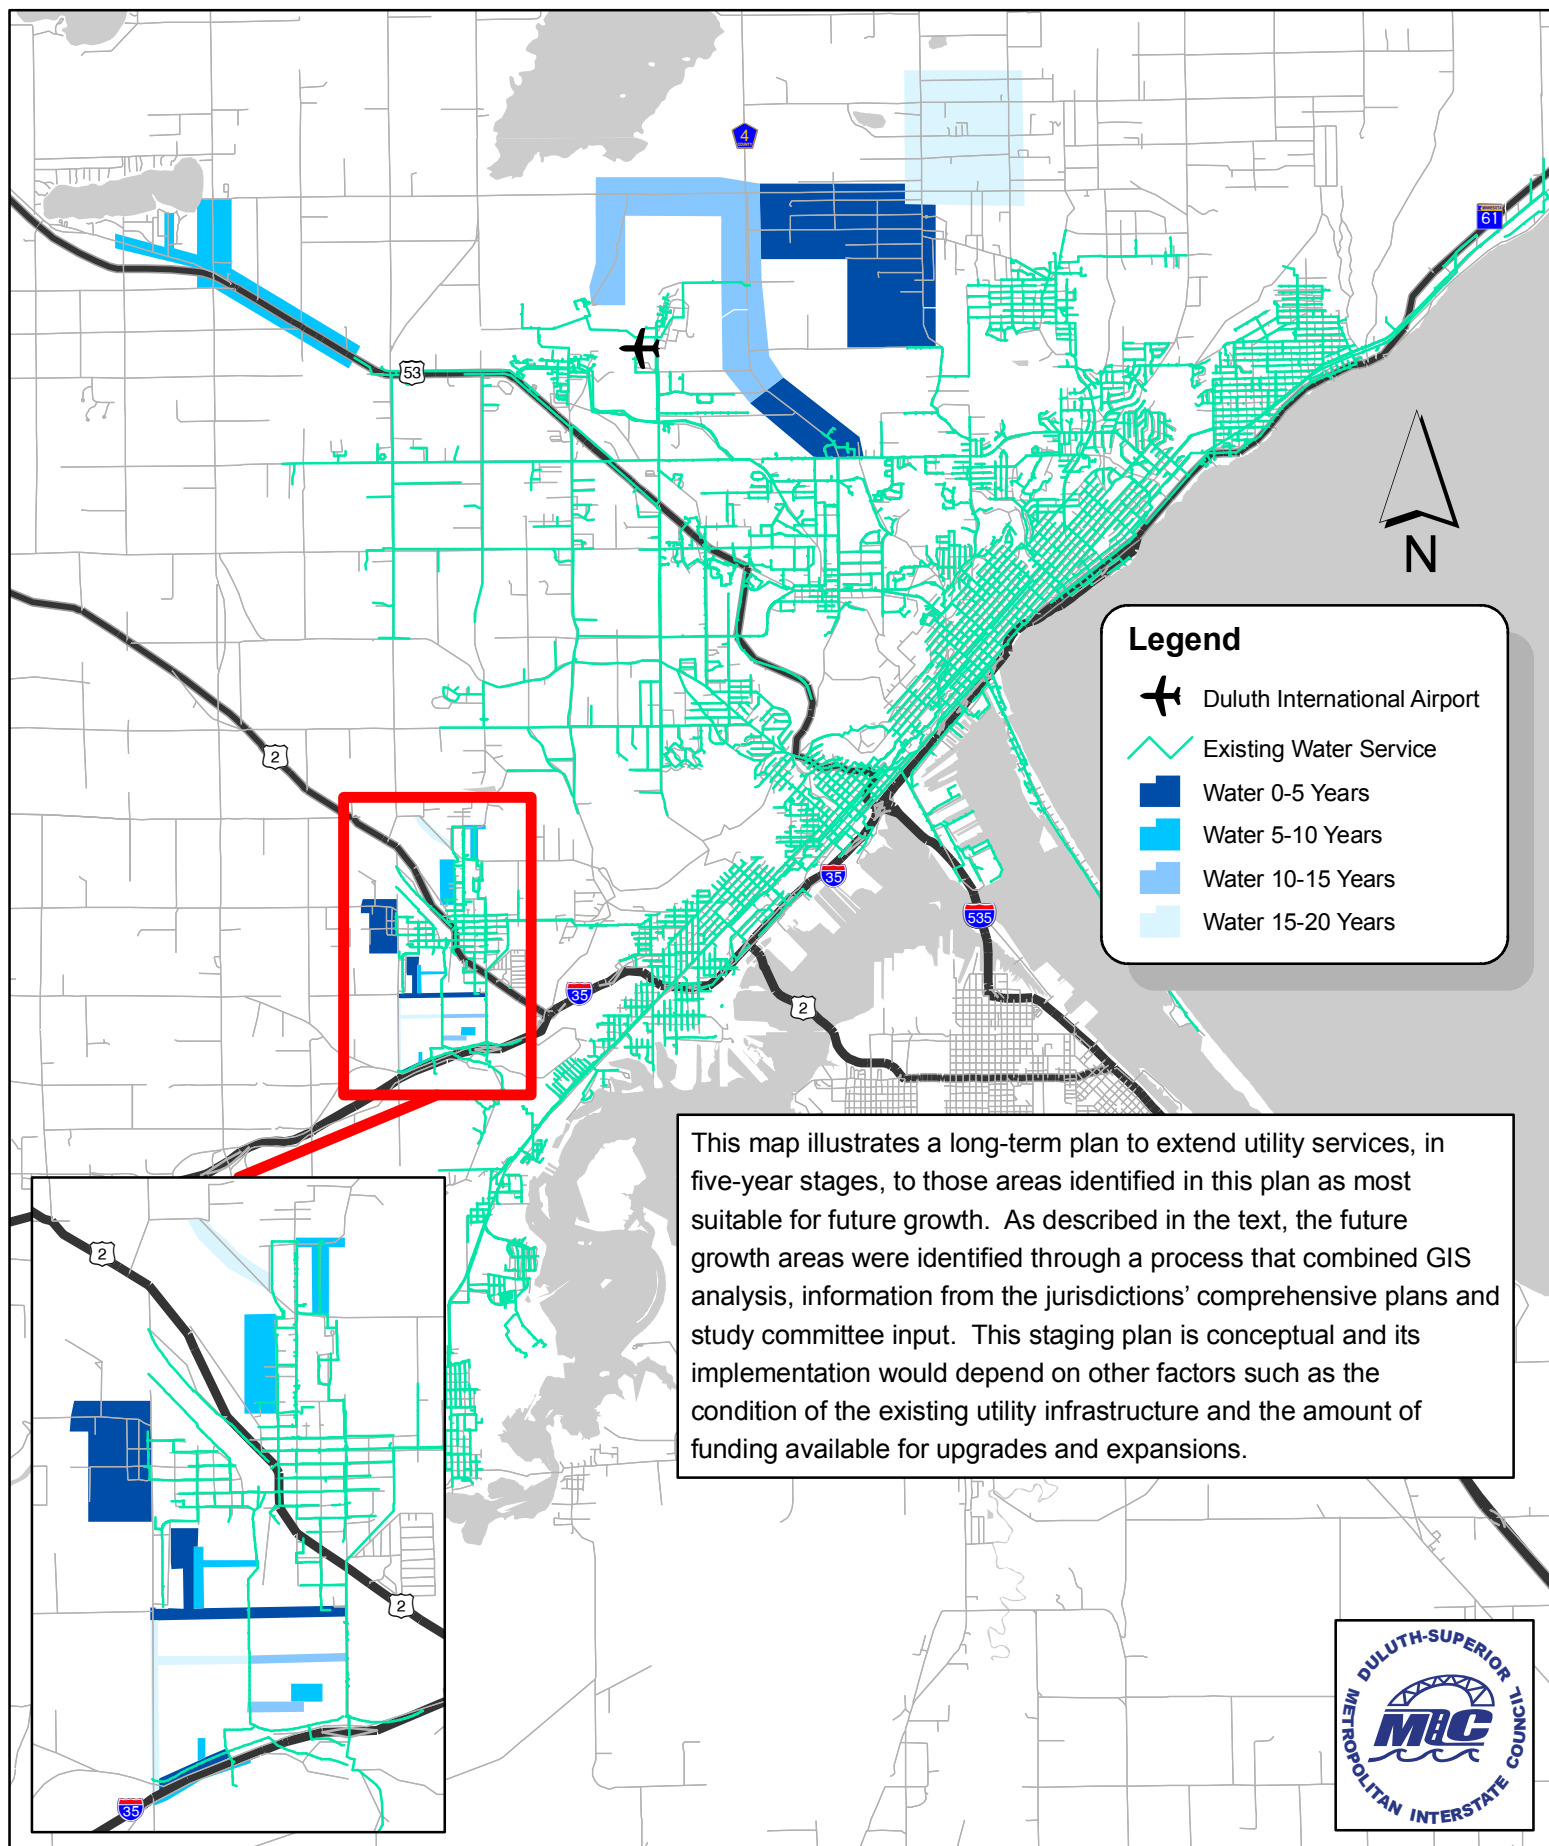 4
COUNTY
MINNESOTA
61
53
2
35
535
35
2
Legend
Duluth International Airport
Existing Water Service
Water 0-5 Years
Water 5-10 Years
Water 10-15 Years
Water 15-20 Years
N
This map illustrates a long-term plan to extend utility services, in
five-year stages, to those areas identified in this plan as most
suitable for future growth. As described in the text, the future
growth areas were identified through a process that combined GIS
analysis, information from the jurisdictions' comprehensive plans and
study committee input. This staging plan is conceptual and its
implementation would depend on other factors such as the
condition of the existing utility infrastructure and the amount of
funding available for upgrades and expansions.
2
2
35
DULUTH-SUPERIOR
METROPOLITAN INTERSTATE COUNCIL
MIC